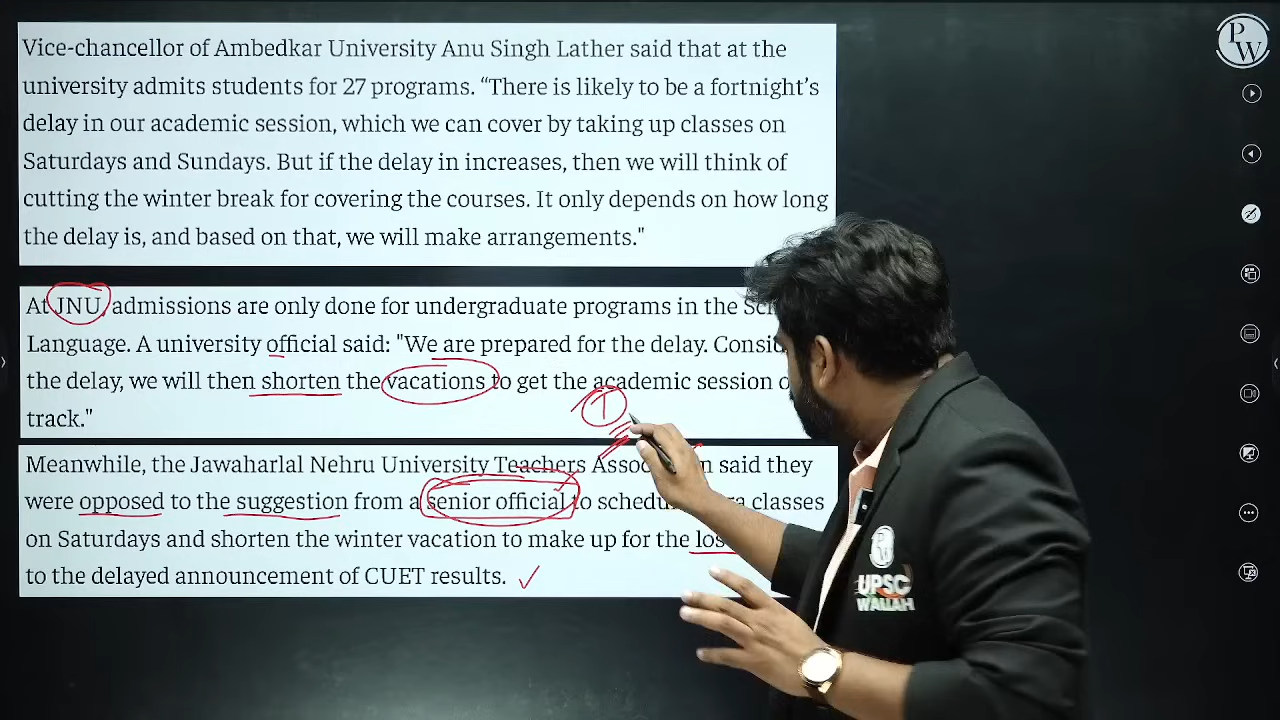 Vice-chancellor of Ambedkar University Anu Singh Lather said that at the
university admits students for 27 programs. “There is likely to be a fortnight’s
delay in our academic session, which we can cover by taking up classes on
Saturdays and Sundays. But if the delay in increases, then we will think of
cutting the winter break for covering the courses. It only depends on how long
the delay is, and based on that, we will make arrangements."
At JNU, admissions are only done for undergraduate programs in the
Language. A university official said: "We are prepared for the delay.
the delay, we will then shorten the vacations to get the academic session
track."
T
Meanwhile, the Jawaharlal Nehru University Teachers said they
were opposed to the suggestion from a senior official to classes
on Saturdays and shorten the winter vacation to make up for the
to the delayed announcement of CUET results.
PW
UPSC
WALLAH